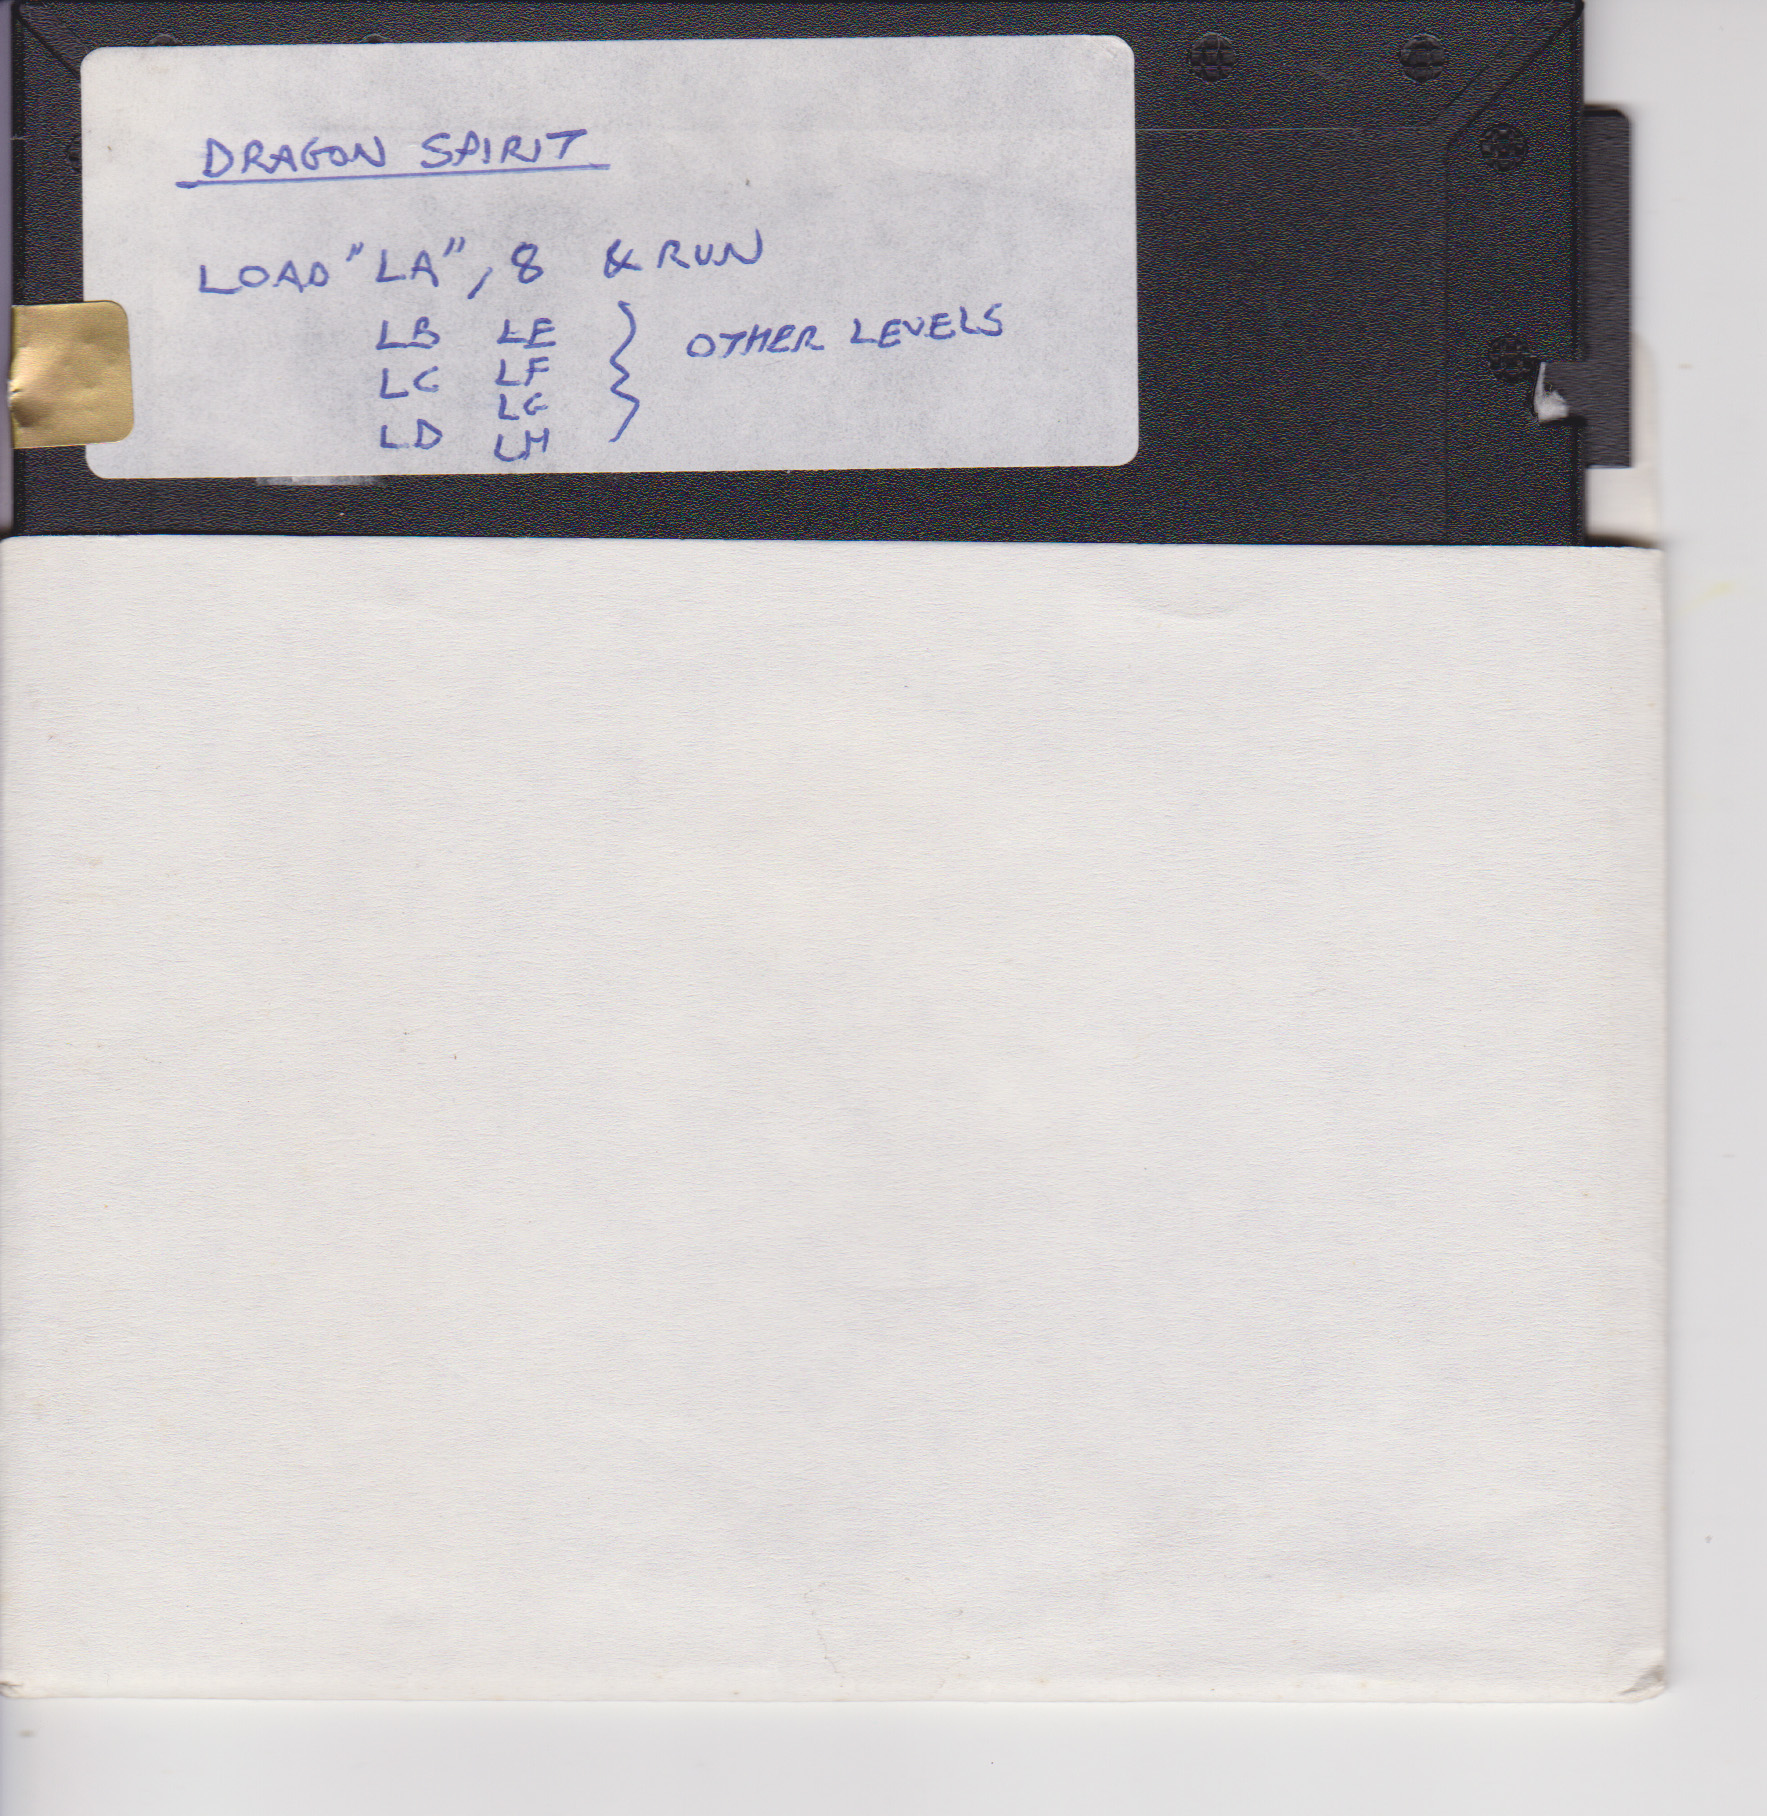 DRAGON SPIRIT
LOAD "LA", 8 & RUN
LB LE OTHER LEVELS
LC LF
LG
LD LH